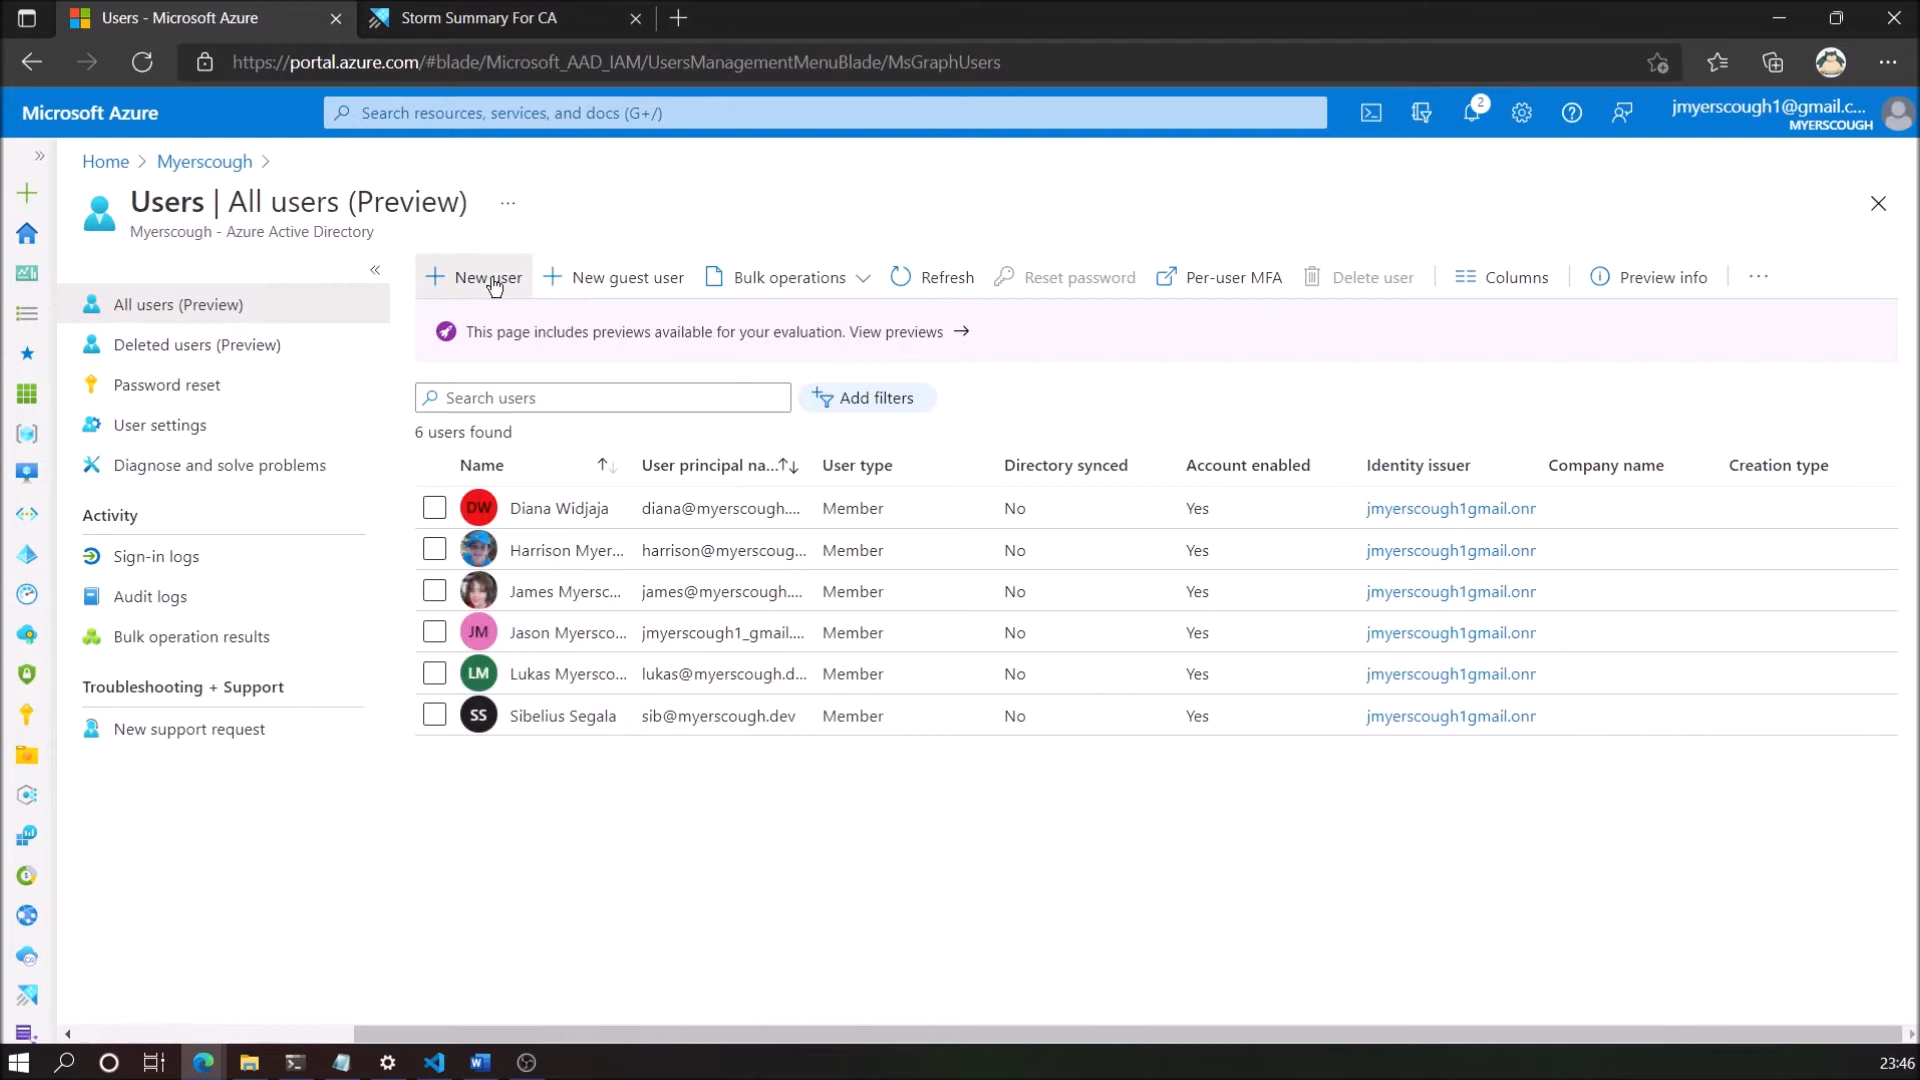 Users - Microsoft Azure
Storm Summary For CA
https://portal.azure.com/#blade/Microsoft_AAD_IAM/UsersManagementMenuBlade/MsGraphUsers
Microsoft Azure
Search resources, services, and docs (G+/)
2
jmyerscough1@gmail.c...
MYERSCOUGH
Home > Myerscough >
Users | All users (Preview) ...
Myerscough - Azure Active Directory
All users (Preview)
Deleted users (Preview)
Password reset
User settings
Diagnose and solve problems
Activity
Sign-in logs
Audit logs
Bulk operation results
Troubleshooting + Support
New support request
New user New guest user Bulk operations Refresh Reset password Per-user MFA Delete user Columns Preview info ...
This page includes previews available for your evaluation. View previews →
Search users
Add filters
6 users found
Name User principal na... User type Directory synced Account enabled Identity issuer Company name Creation type
DW Diana Widjaja diana@myerscough.... Member No Yes jmyerscough1gmail.onr
Harrison Myer... harrison@myerscoug... Member No Yes jmyerscough1gmail.onr
James Myersc... james@myerscough.... Member No Yes jmyerscough1gmail.onr
JM Jason Myersco... jmyerscough1_gmail.... Member No Yes jmyerscough1gmail.onr
LM Lukas Myersco... lukas@myerscough.d... Member No Yes jmyerscough1gmail.onr
SS Sibelius Segala sib@myerscough.dev Member No Yes jmyerscough1gmail.onr
23:46